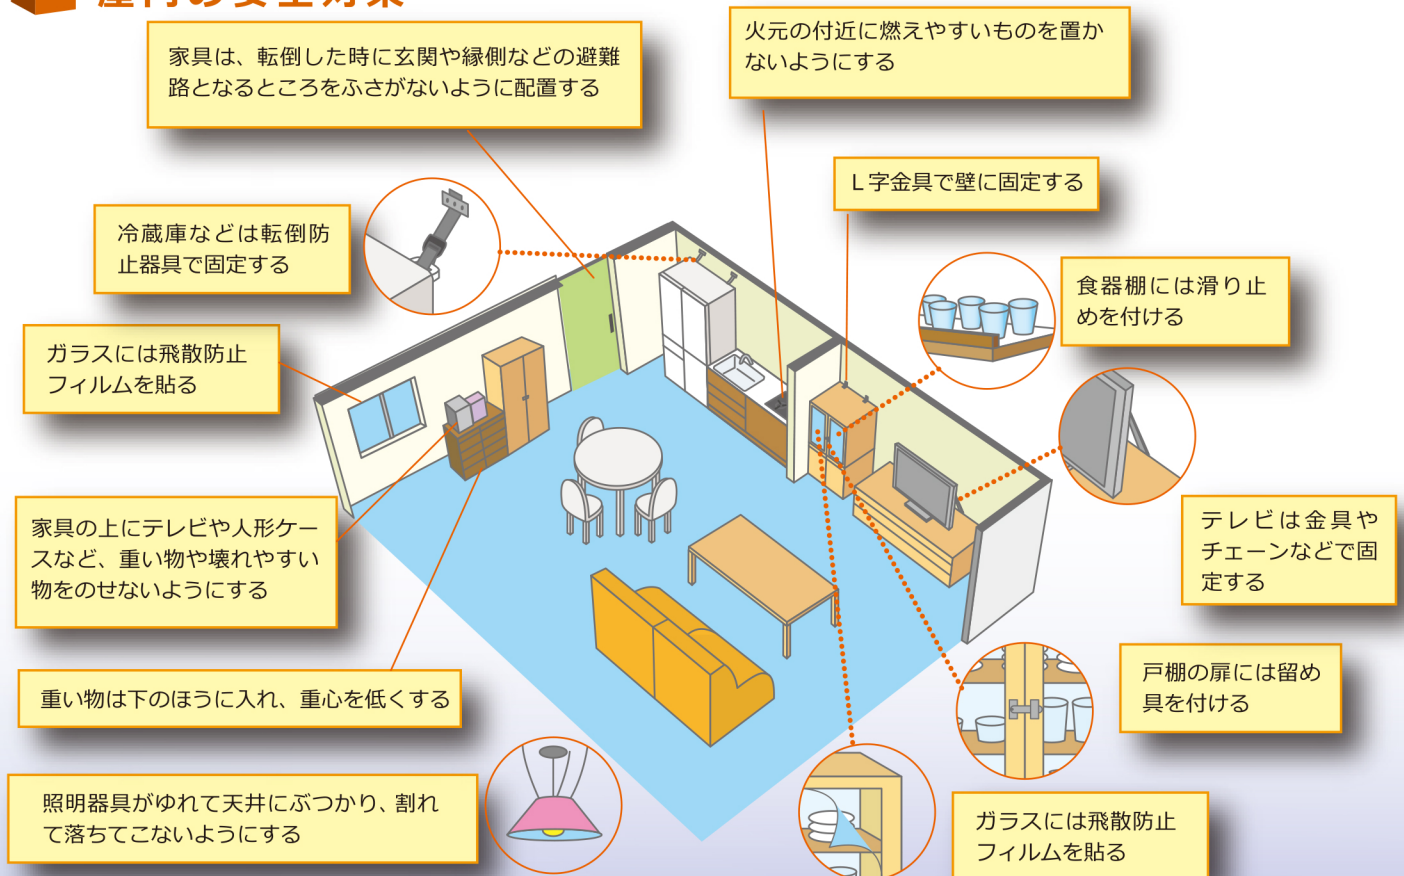 屋内の安全対策
家具は、転倒した時に玄関や縁側などの避難
路となるところをふさがないように配置する
火元の付近に燃えやすいものを置か
ないようにする
L字金具で壁に固定する
冷蔵庫などは転倒防
止器具で固定する
食器棚には滑り止
めを付ける
ガラスには飛散防止
フィルムを貼る
テレビは金具や
チェーンなどで固
定する
家具の上にテレビや人形ケー
スなど、重い物や壊れやすい
物をのせないようにする
戸棚の扉には留め
具を付ける
重い物は下のほうに入れ、重心を低くする
照明器具がゆれて天井にぶつかり、割れ
て落ちてこないようにする
ガラスには飛散防止
フィルムを貼る